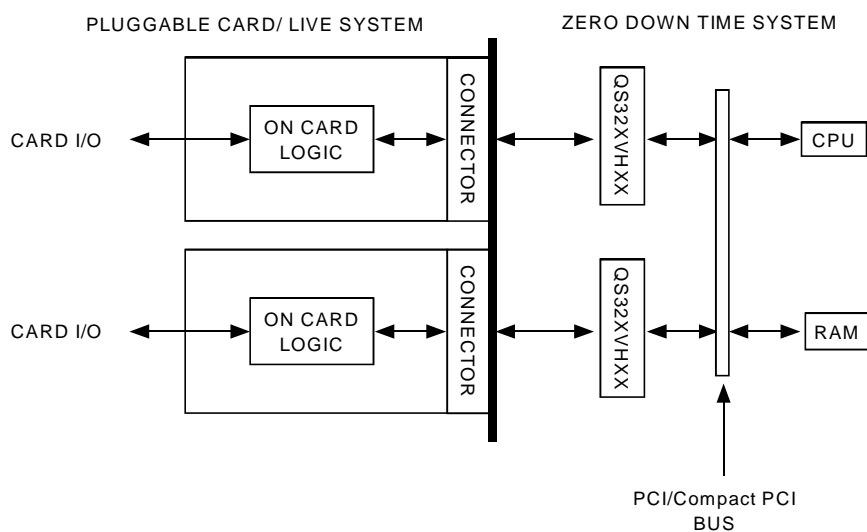 PLUGGABLE CARD/ LIVE SYSTEM
ZERO DOWN TIME SYSTEM
CARD I/O
ON CARD
LOGIC
CONNECTOR
QS32XVHXX
CPU
CARD I/O
ON CARD
LOGIC
CONNECTOR
QS32XVHXX
RAM
PCI/Compact PCI
BUS